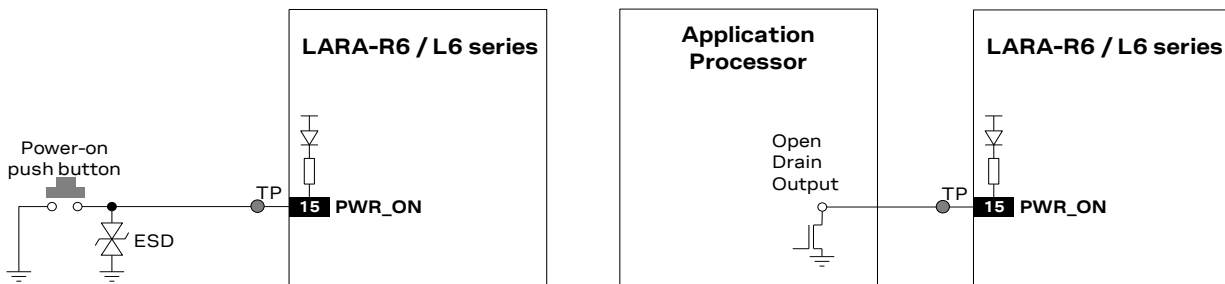 LARA-R6 / L6 series
Power-on
push button
TP
15 PWR_ON
ESD
Application
Processor
Open
Drain
Output
LARA-R6 / L6 series
TP
15 PWR_ON